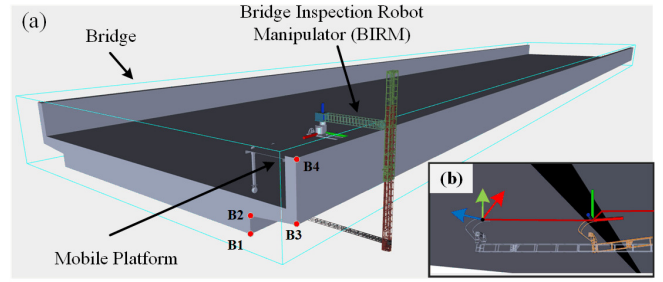 (a)
Bridge Inspection Robot
Manipulator (BIRM)
Bridge
B4
B2
B3
B1
(b)
Mobile Platform